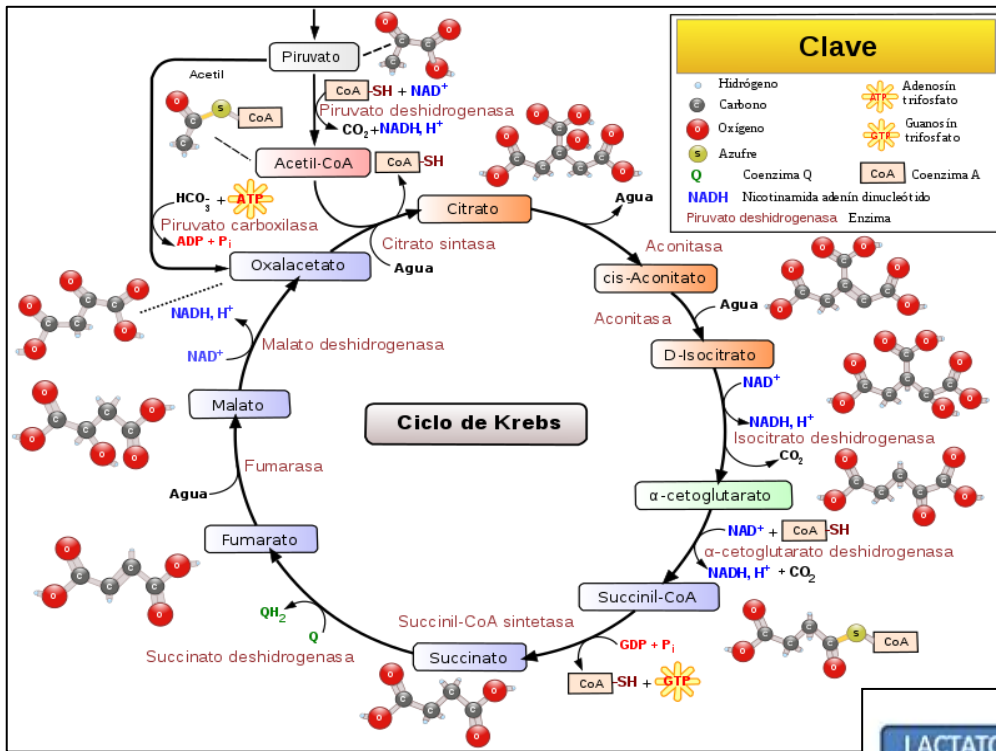 Piruvato
Acetil
CoA -SH + NAD+
Piruvato deshidrogenasa
CO2 + NADH, H+
S CoA
Acetil-CoA
CoA -SH
HCO3- + ATP
Piruvato carboxilasa
ADP + Pi
Oxalacetato
Citrato
Citrato sintasa
Agua
Agua
Aconitasa
cis-Aconitato
Agua
Aconitasa
D-Isocitrato
NAD+
NADH, H+
Isocitrato deshidrogenasa
CO2
α-cetoglutarato
NAD+ + CoA -SH
α-cetoglutarato deshidrogenasa
NADH, H+ + CO2
Succinil-CoA
Succinil-CoA sintetasa
GDP + Pi
CoA -SH + GTP
S CoA
Succinato
QH2
Q
Succinato deshidrogenasa
Fumarato
Agua
Fumarasa
Malato
NADH, H+
NAD+
Malato deshidrogenasa
Ciclo de Krebs
Clave
Hidrógeno
C Carbono
O Oxígeno
S Azufre
Q Coenzima Q
ATP Adenosín
trifosfato
GTP Guanosín
trifosfato
CoA Coenzima A
NADH Nicotinamida adenín dinucleótido
Piruvato deshidrogenasa Enzima
LACTATO